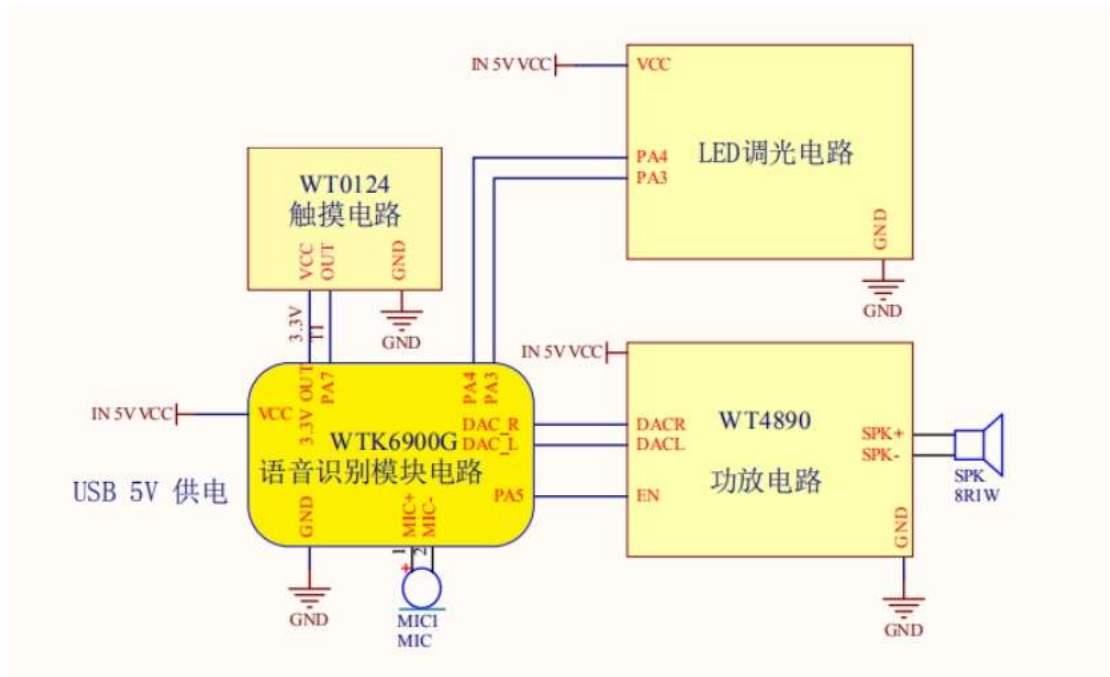 IN 5V VCC
VCC
PA4
PA3
LED调光电路
GND
GND
WT0124
触摸电路
VCC
OUT
GND
3.3V
T1
GND
IN 5V VCC
VCC
3.3V OUT
PA7
PA4
PA3
DAC_R
DAC_L
WTK6900G
语音识别模块电路
PA5
GND
MIC+
MIC-
USB 5V 供电
GND
1
2
+
MIC1
MIC
IN 5V VCC
DACR
DACL
WT4890
功放电路
EN
SPK+
SPK-
GND
SPK
8R1W
GND